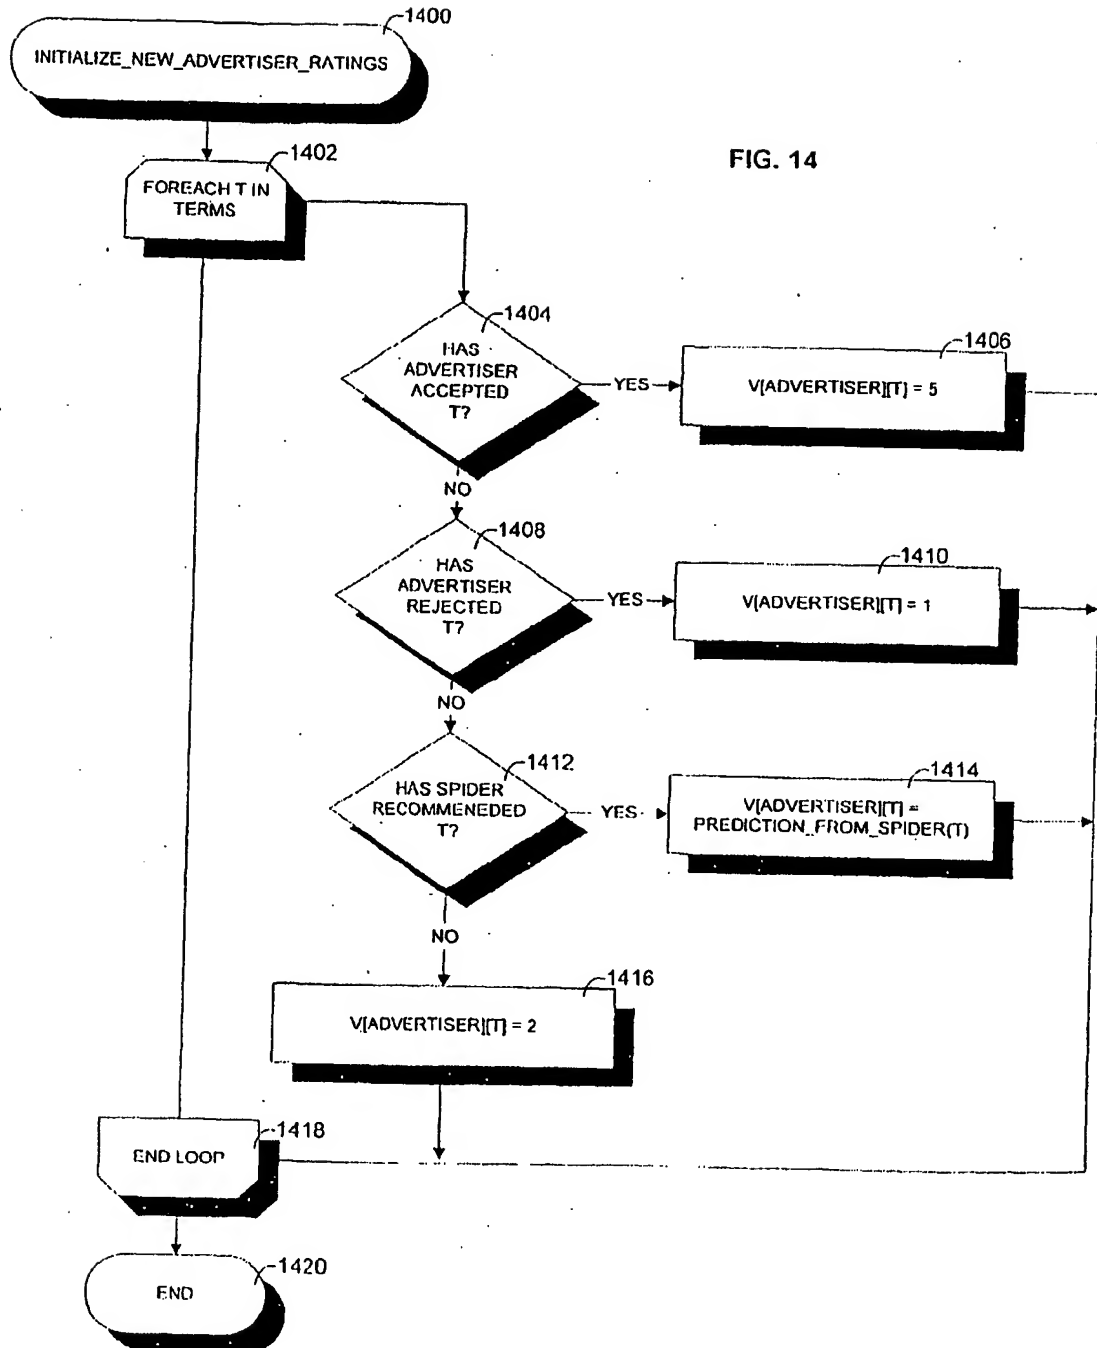 1400
INITIALIZE_NEW_ADVERTISER_RATINGS
1402
FOREACH T IN
TERMS
FIG. 14
1404
HAS
ADVERTISER
ACCEPTED
T?
YES
1406
V[ADVERTISER][T] = 5
NO
1408
HAS
ADVERTISER
REJECTED
T?
YES
1410
V[ADVERTISER][T] = 1
NO
1412
HAS SPIDER
RECOMMENEDED
T?
YES
1414
V[ADVERTISER][T] =
PREDICTION_FROM_SPIDER(T)
NO
1416
V[ADVERTISER][T] = 2
1418
END LOOP
1420
END